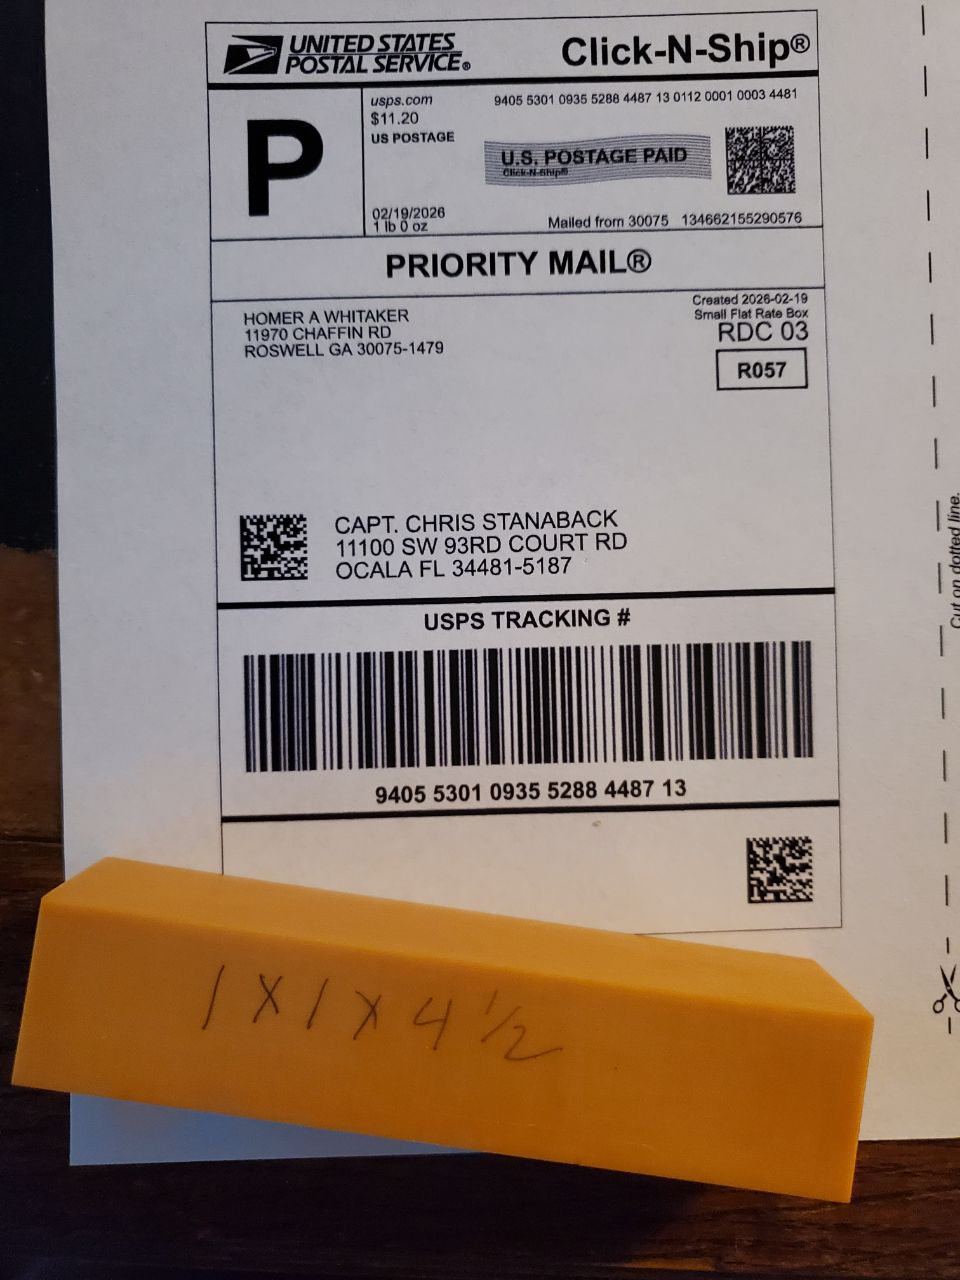 UNITED STATES
POSTAL SERVICE®
Click-N-Ship®
P
usps.com
$11.20
US POSTAGE
9405 5301 0935 5288 4487 13 0112 0001 0003 4481
U.S. POSTAGE PAID
Click-N-Ship®
02/19/2026
1 lb 0 oz
Mailed from 30075 134662155290576
PRIORITY MAIL®
HOMER A WHITAKER
11970 CHAFFIN RD
ROSWELL GA 30075-1479
Created 2026-02-19
Small Flat Rate Box
RDC 03
R057
CAPT. CHRIS STANABACK
11100 SW 93RD COURT RD
OCALA FL 34481-5187
USPS TRACKING #
9405 5301 0935 5288 4487 13
Cut on dotted line.
1 X 1 X 4 1/2